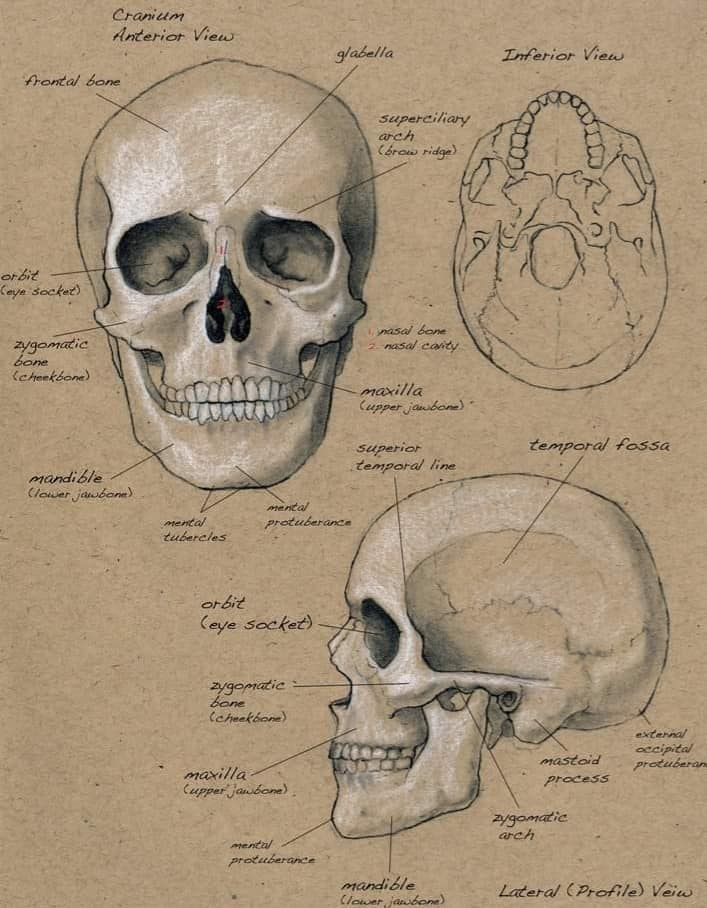 Cranium
Anterior View
glabella
Inferior View
frontal bone
superciliary
arch
(brow ridge)
orbit
(eye socket)
1
2
1. nasal bone
2. nasal cavity
zygomatic
bone
(cheekbone)
maxilla
(upper jawbone)
mandible
(lower jawbone)
mental
tubercles
mental
protuberance
superior
temporal line
temporal fossa
orbit
(eye socket)
zygomatic
bone
(cheekbone)
maxilla
(upper jawbone)
mental
protuberance
mandible
(lower jawbone)
zygomatic
arch
mastoid
process
external
occipital
protuberan
Lateral (Profile) Veiw